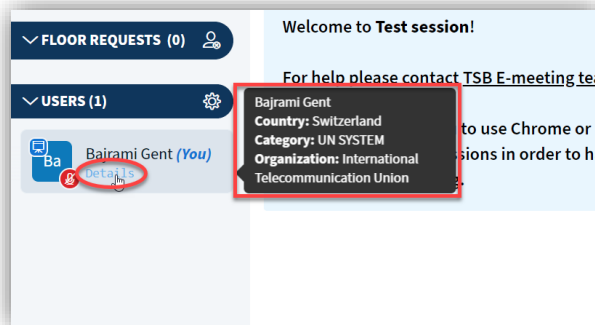 FLOOR REQUESTS (0)
Welcome to Test session!
For help please contact TSB E-meeting te
USERS (1)
Ba
Bajrami Gent (You)
Details
Bajrami Gent
Country: Switzerland
Category: UN SYSTEM
Organization: International
Telecommunication Union
to use Chrome or
sions in order to h